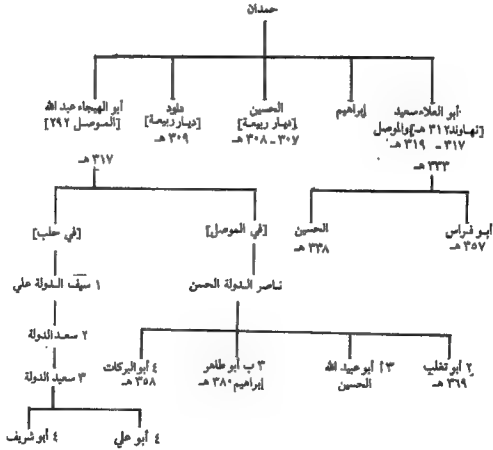 حمدان
أبو العلاء سعيد
[نهاوند ٣١٢ هـ] والموصل
٣١٧ ـ ٣١٩ هـ
٣٣٣ هـ
إبراهيم
الحسين
[ديار ربيعة]
٣٠٧ ـ ٣٠٨ هـ
داود
[ديار ربيعة]
٣٠٩ هـ
أبو الهيجاء عبد الله
[الموصل ٢٩٢]
٣١٧ هـ
أبو فراس
٣٥٧ هـ
الحسين
٣٣٨ هـ
[في الموصل]
[في حلب]
ناصر الدولة الحسن
١ سيف الدولة علي
٢ سعد الدولة
٣ سعيد الدولة
٢ أبو تغلب
٣٦٩ هـ
٣ أ أبو عبيد الله
الحسين
٣ ب أبو طاهر
إبراهيم ٣٨٠ هـ
٤ أبو البركات
٣٥٨ هـ
٤ أبو علي
٤ أبو شريف